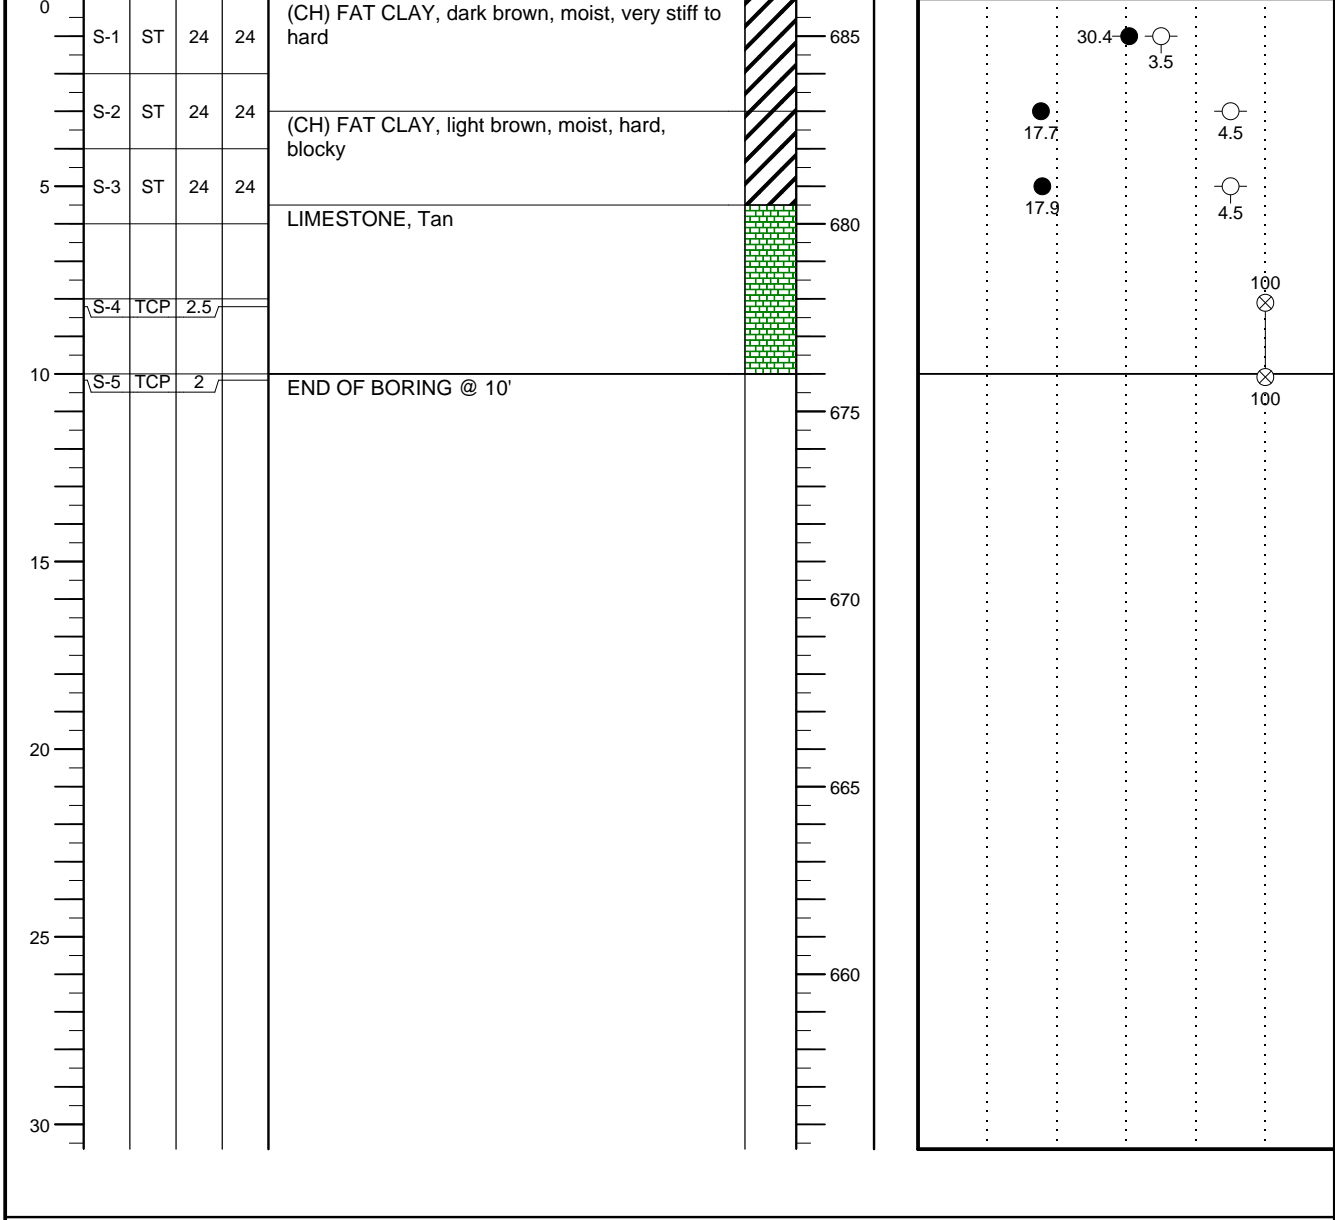 0
(CH) FAT CLAY, dark brown, moist, very stiff to
hard
S-1 ST 24 24
685
30.4
3.5
S-2 ST 24 24
(CH) FAT CLAY, light brown, moist, hard,
blocky
17.7
4.5
5
S-3 ST 24 24
17.9
4.5
LIMESTONE, Tan
680
100
S-4 TCP 2.5
10
S-5 TCP 2
END OF BORING @ 10'
100
675
15
670
20
665
25
660
30